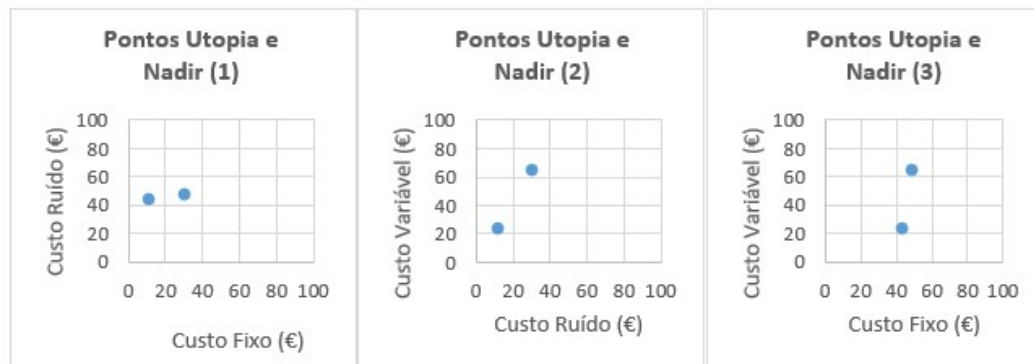 Pontos Utopia e
Nadir (1)
Custo Ruído (€)
100
80
60
40
20
0
0 20 40 60 80 100
Custo Fixo (€)
Pontos Utopia e
Nadir (2)
Custo Variável (€)
100
80
60
40
20
0
0 20 40 60 80 100
Custo Ruído (€)
Pontos Utopia e
Nadir (3)
Custo Variável (€)
100
80
60
40
20
0
0 20 40 60 80 100
Custo Fixo (€)